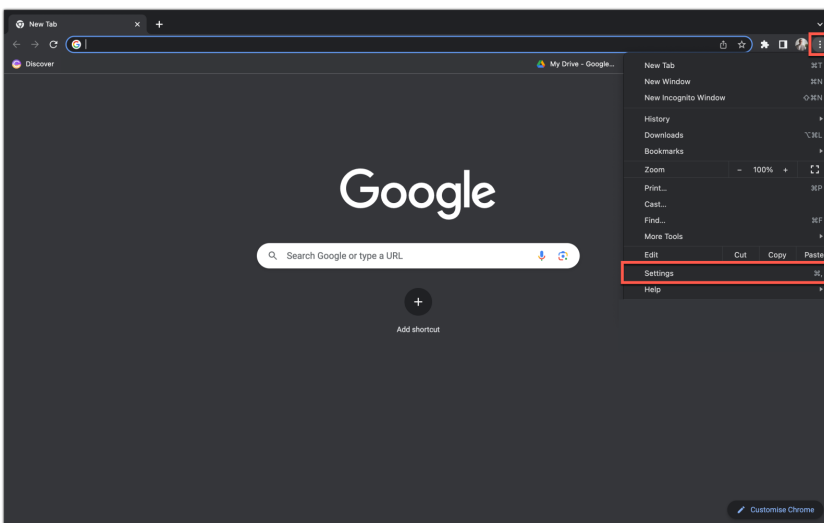 New Tab
Discover
My Drive - Google...
New Tab ⌘T
New Window ⌘N
New Incognito Window ⇧⌘N
History
Downloads ⌥⌘L
Bookmarks
Zoom - 100% +
Print... ⌘P
Cast...
Find... ⌘F
More Tools
Edit Cut Copy Paste
Settings ⌘,
Help
Google
Search Google or type a URL
Add shortcut
Customise Chrome